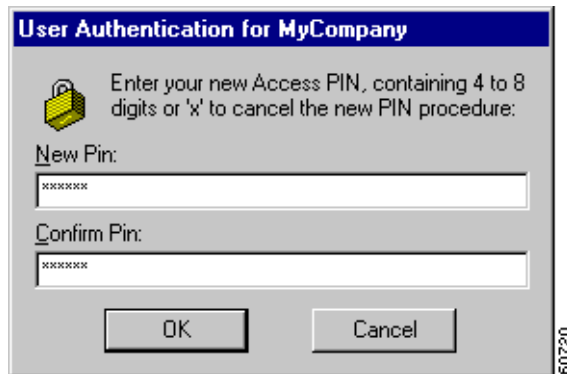 User Authentication for MyCompany
Enter your new Access PIN, containing 4 to 8
digits or 'x' to cancel the new PIN procedure:
New Pin:
******
Confirm Pin:
******
OK
Cancel
60720